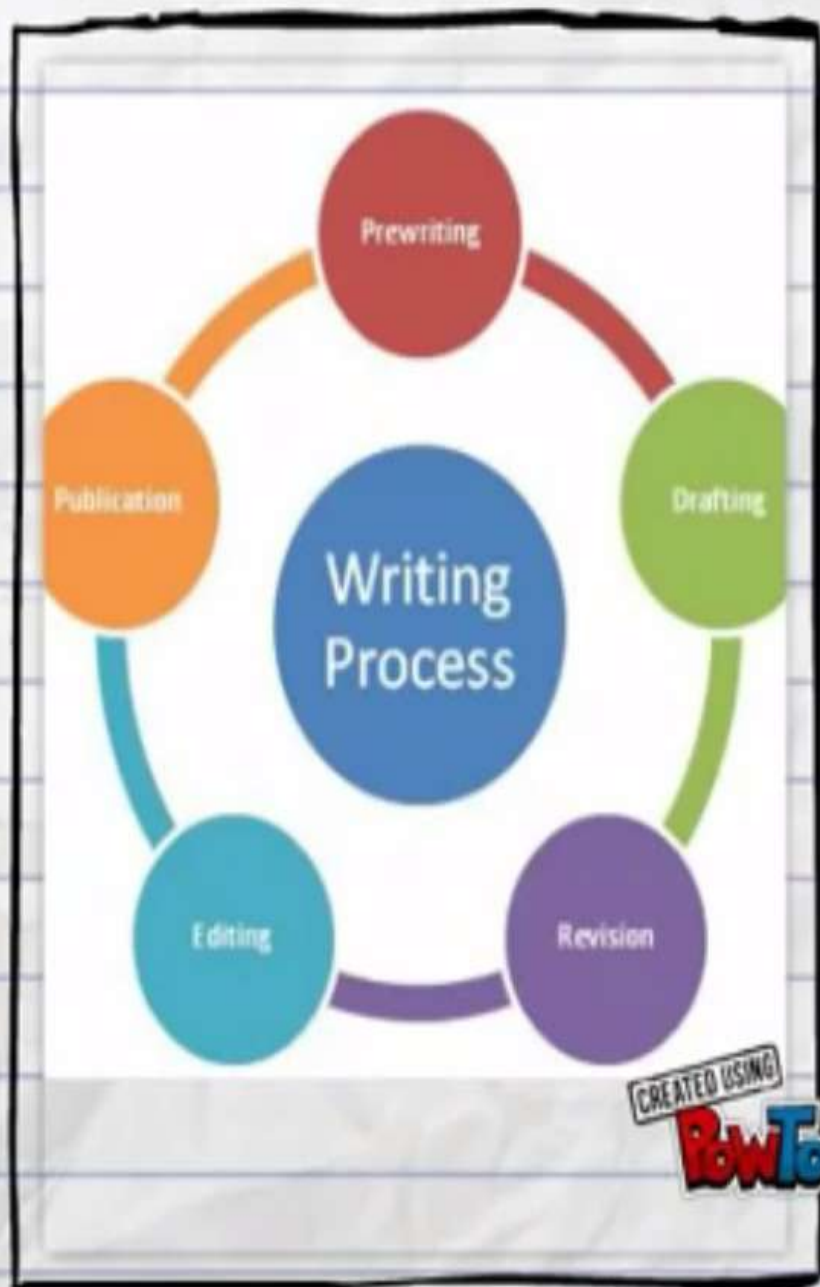 Prewriting
Publication
Drafting
Writing
Process
Editing
Revision
CREATED USING
PowTo